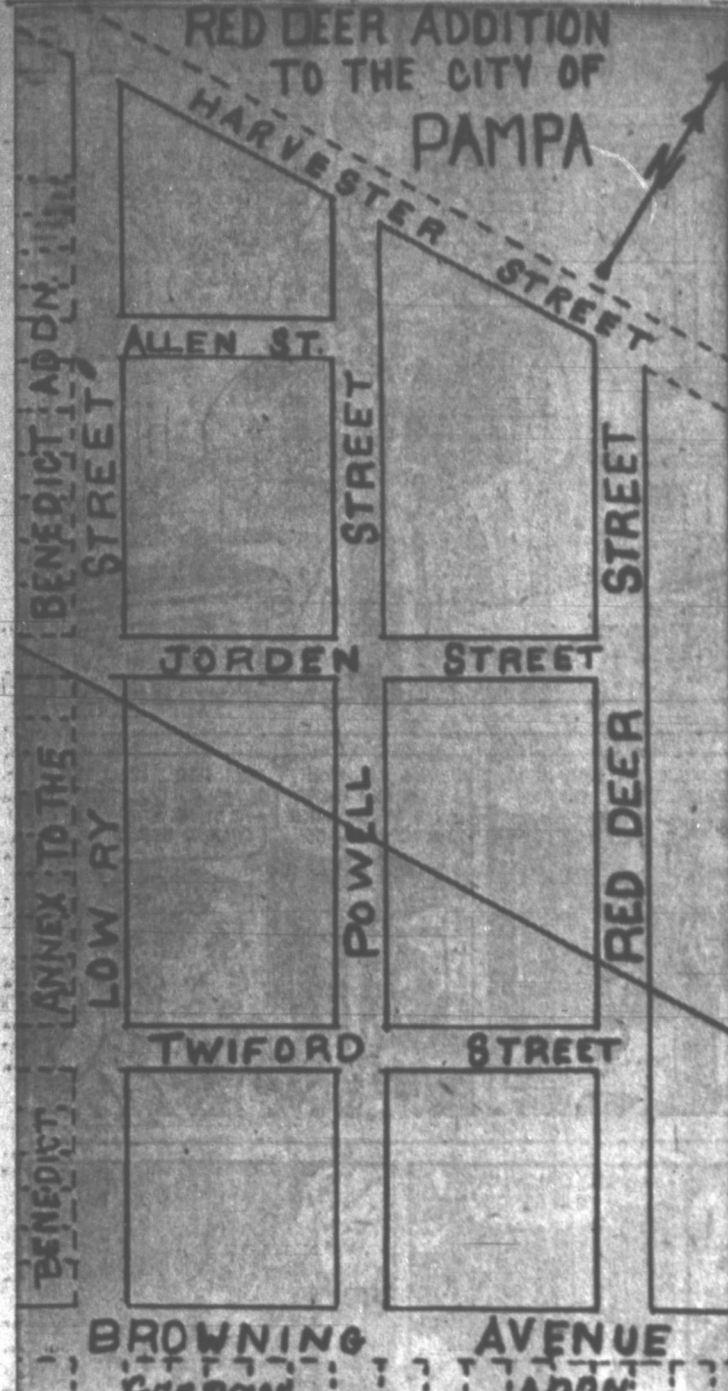 RED DEER ADDITION
TO THE CITY OF
PAMPA
N
HARVESTER STREET
ALLEN ST.
BENEDICT ADDN.
STREET
STREET
STREET
JORDEN STREET
ANNEX TO THE
LOWRY
POWELL
RED DEER
TWIFORD STREET
BENEDICT
BROWNING AVENUE
ADDN